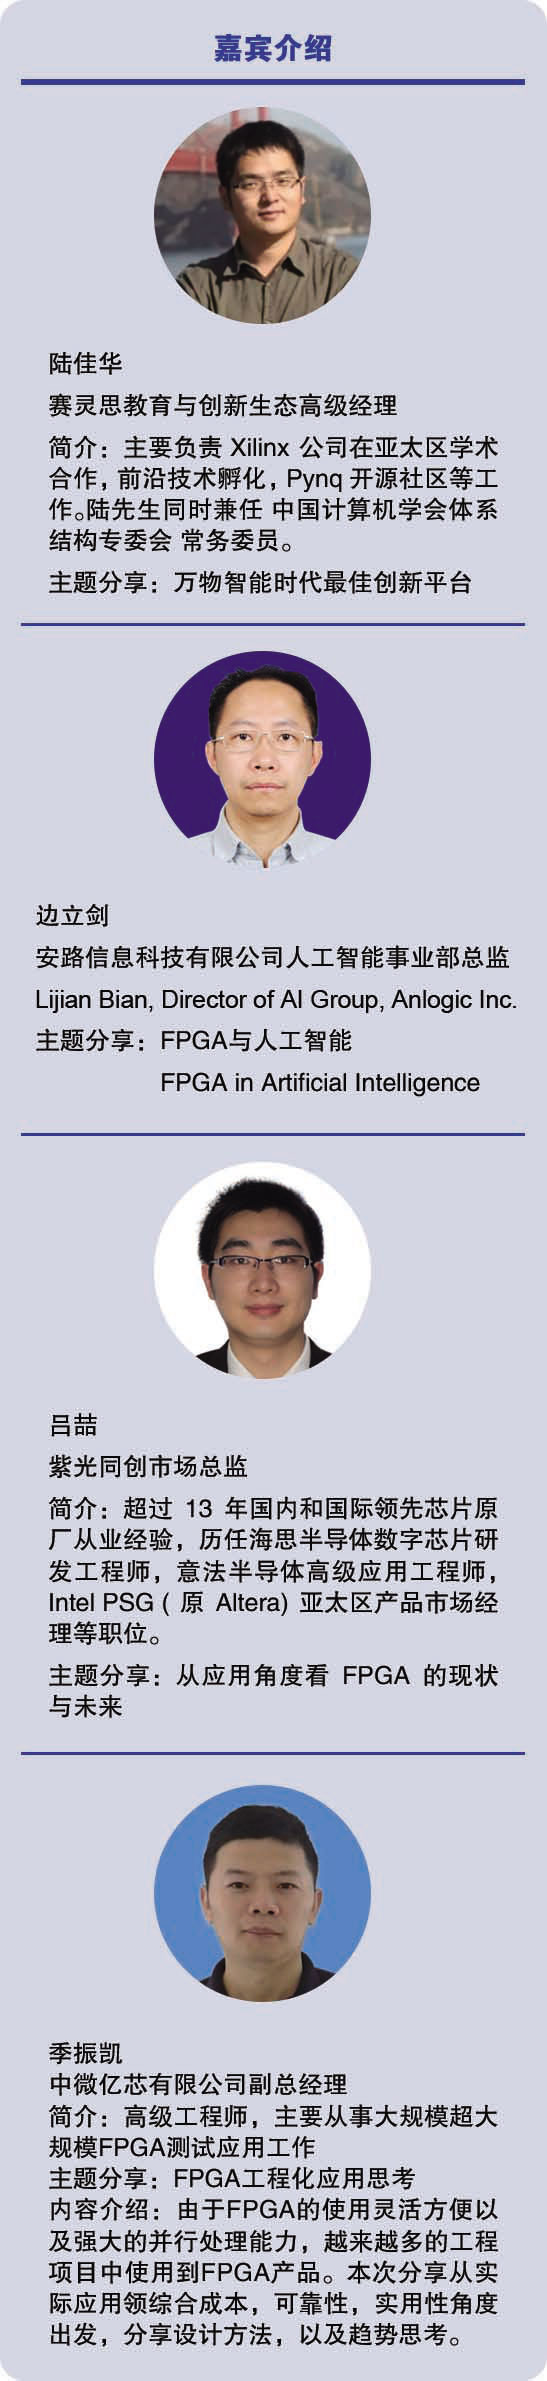 嘉宾介绍
陆佳华
赛灵思教育与创新生态高级经理
简介：主要负责 Xilinx 公司在亚太区学术
合作，前沿技术孵化，Pynq 开源社区等工
作。陆先生同时兼任 中国计算机学会体系
结构专委会 常务委员。
主题分享：万物智能时代最佳创新平台
边立剑
安路信息科技有限公司人工智能事业部总监
Lijian Bian, Director of AI Group, Anlogic Inc.
主题分享：FPGA与人工智能
FPGA in Artificial Intelligence
吕喆
紫光同创市场总监
简介：超过 13 年国内和国际领先芯片原
厂从业经验，历任海思半导体数字芯片研
发工程师，意法半导体高级应用工程师，
Intel PSG ( 原 Altera) 亚太区产品市场经
理等职位。
主题分享：从应用角度看 FPGA 的现状
与未来
季振凯
中微亿芯有限公司副总经理
简介：高级工程师，主要从事大规模超大
规模FPGA测试应用工作
主题分享：FPGA工程化应用思考
内容介绍：由于FPGA的使用灵活方便以
及强大的并行处理能力，越来越多的工程
项目中使用到FPGA产品。本次分享从实
际应用领综合成本，可靠性，实用性角度
出发，分享设计方法，以及趋势思考。